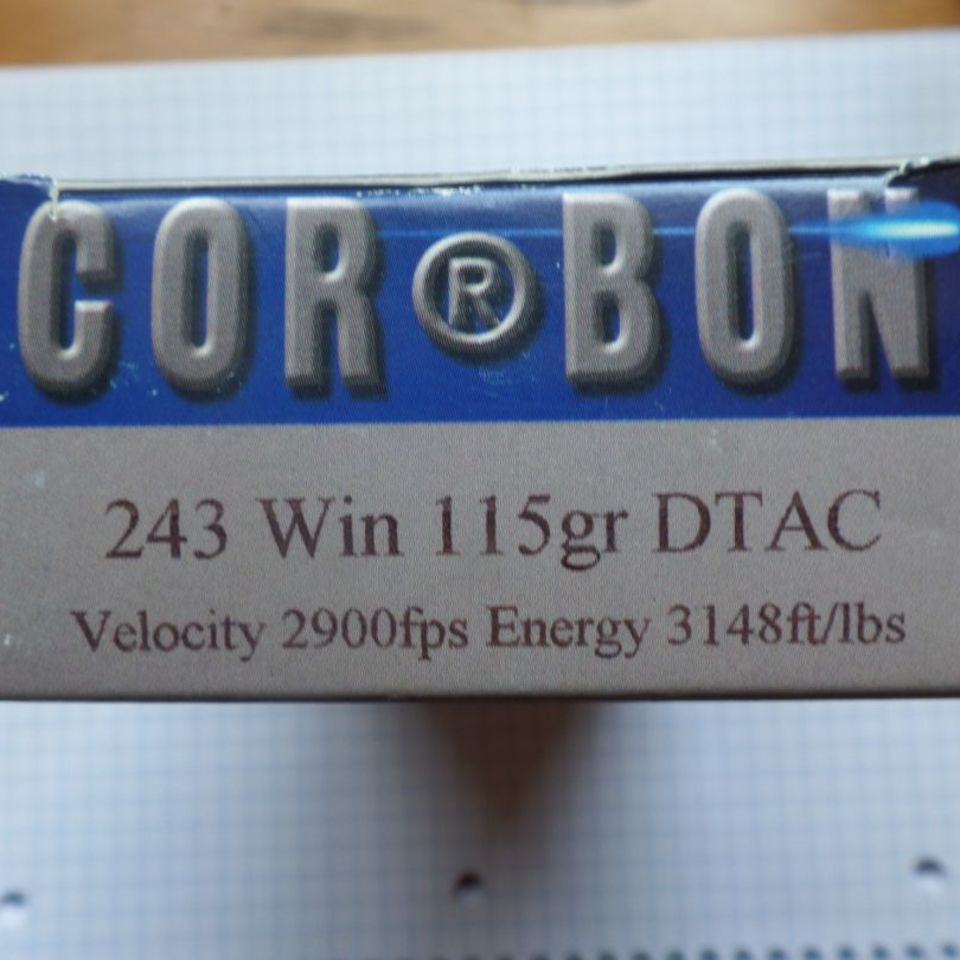 COR®BON
243 Win 115gr DTAC
Velocity 2900fps Energy 3148ft/lbs